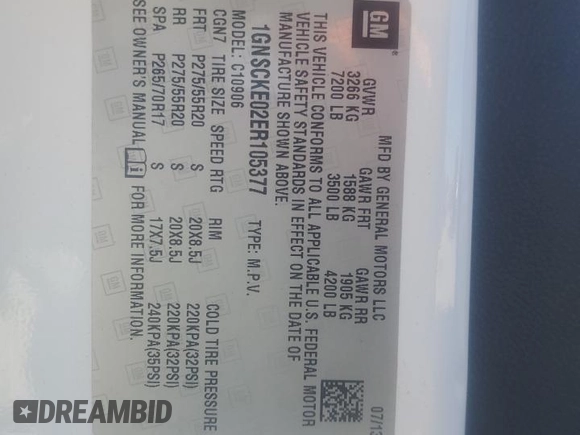 GM
MFD BY GENERAL MOTORS LLC
07/13
GVWR GAWR FRT GAWR RR
3266 KG 1588 KG 1905 KG
7200 LB 3500 LB 4200 LB
THIS VEHICLE CONFORMS TO ALL APPLICABLE U.S. FEDERAL MOTOR
VEHICLE SAFETY STANDARDS IN EFFECT ON THE DATE OF
MANUFACTURE SHOWN ABOVE.
1GNSCKE02ER105377 TYPE: M.P.V.
MODEL: C10906
CGN7 TIRE SIZE SPEED RTG RIM COLD TIRE PRESSURE
FRT P275/55R20 S 20X8.5J 220KPA(32PSI)
RR P275/55R20 S 20X8.5J 220KPA(32PSI)
SPA P265/70R17 S 17X7.5J 240KPA(35PSI)
SEE OWNER'S MANUAL FOR MORE INFORMATION.
DREAMBID